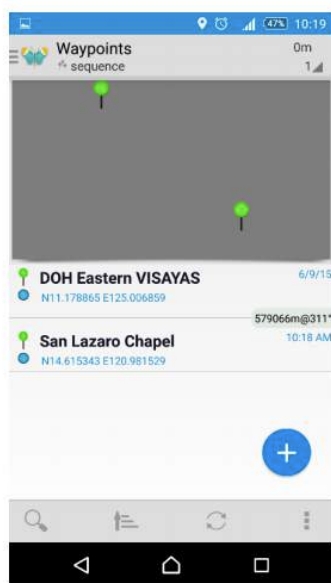 47% 10:19
Waypoints 0m
sequence 1
DOH Eastern VISAYAS 6/9/15
N11.178865 E125.006859
579066m@311°
San Lazaro Chapel 10:18 AM
N14.615343 E120.981529